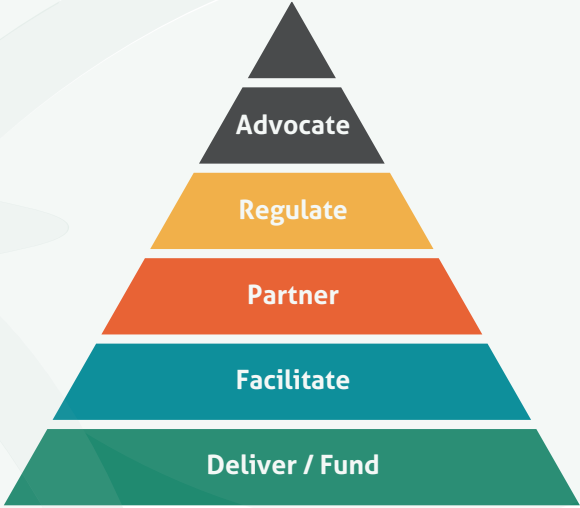 Advocate
Regulate
Partner
Facilitate
Deliver / Fund